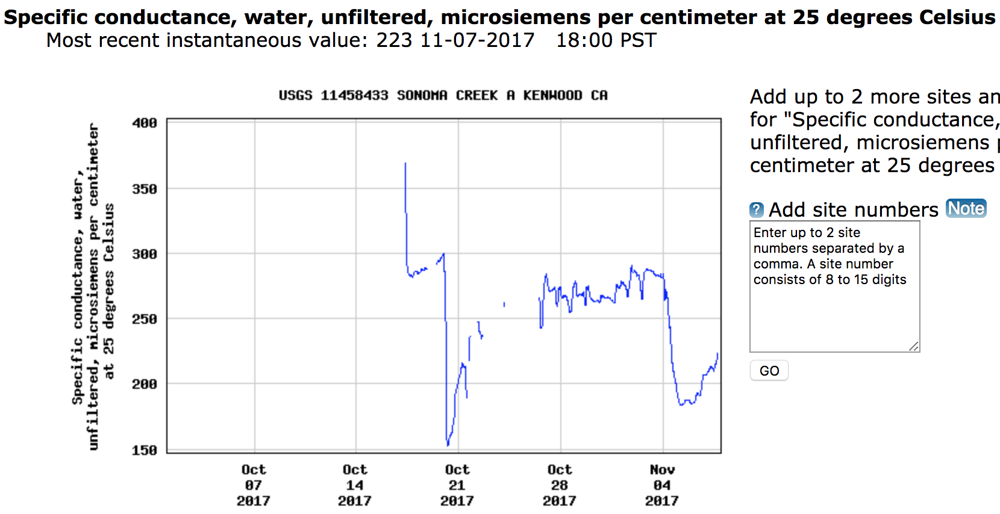 Specific conductance, water, unfiltered, microsiemens per centimeter at 25 degrees Celsius
Most recent instantaneous value: 223 11-07-2017 18:00 PST
USGS 11458433 SONOMA CREEK A KENWOOD CA
Specific conductance, water,
unfiltered, microsiemens per centimeter
at 25 degrees Celsius
400
350
300
250
200
150
Oct Oct Oct Oct Nov
07 14 21 28 04
2017 2017 2017 2017 2017
Add up to 2 more sites an
for "Specific conductance,
unfiltered, microsiemens
centimeter at 25 degrees
? Add site numbers Note
Enter up to 2 site
numbers separated by a
comma. A site number
consists of 8 to 15 digits
GO